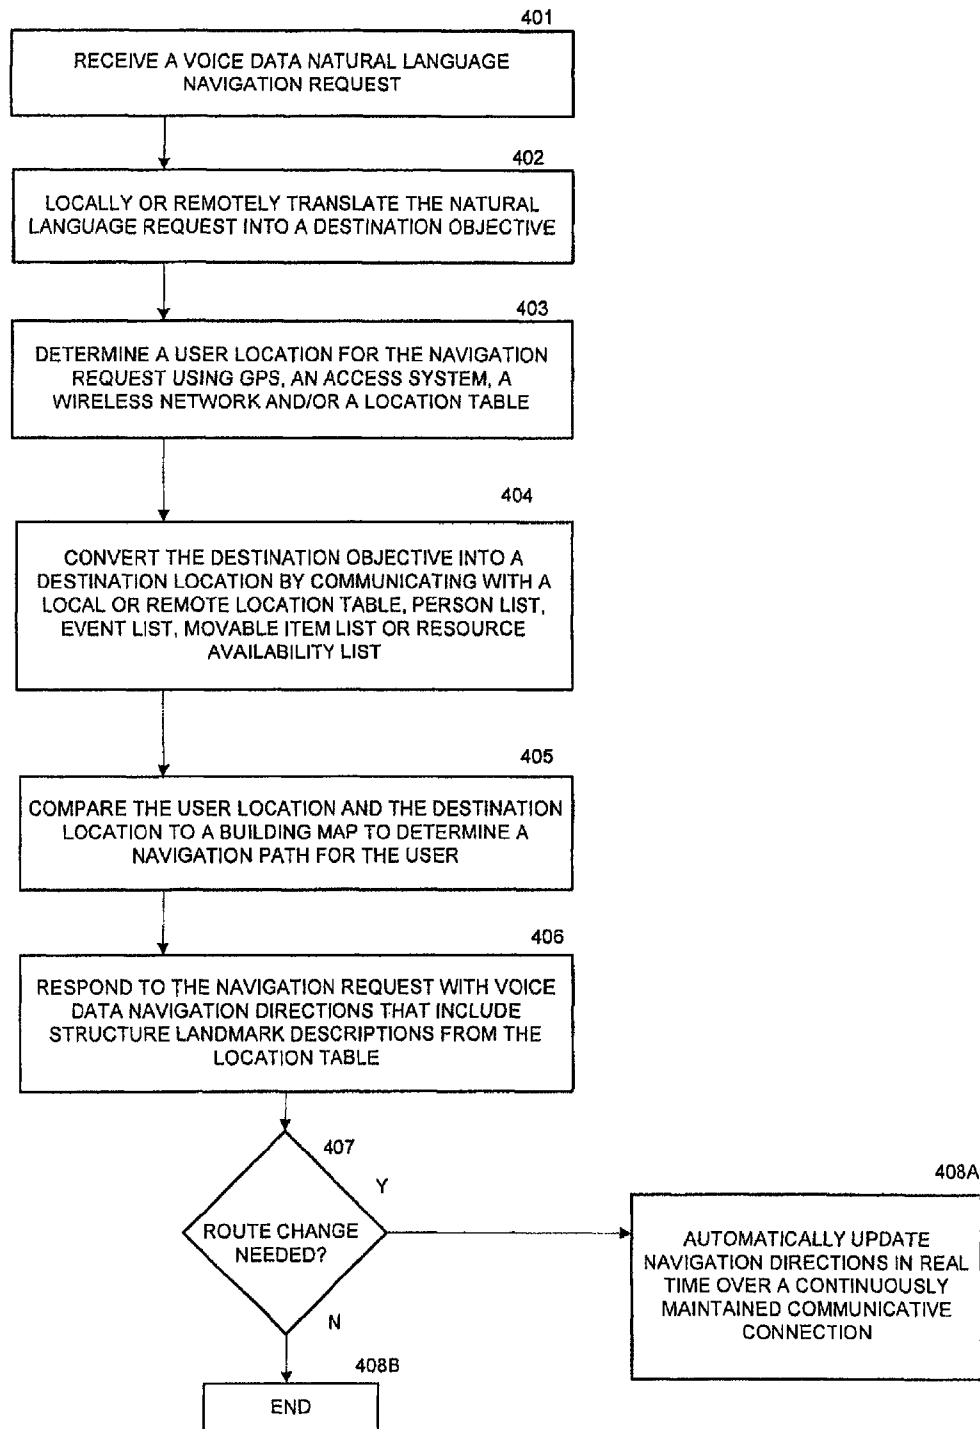 401
RECEIVE A VOICE DATA NATURAL LANGUAGE
NAVIGATION REQUEST
402
LOCALLY OR REMOTELY TRANSLATE THE NATURAL
LANGUAGE REQUEST INTO A DESTINATION OBJECTIVE
403
DETERMINE A USER LOCATION FOR THE NAVIGATION
REQUEST USING GPS, AN ACCESS SYSTEM, A
WIRELESS NETWORK AND/OR A LOCATION TABLE
404
CONVERT THE DESTINATION OBJECTIVE INTO A
DESTINATION LOCATION BY COMMUNICATING WITH A
LOCAL OR REMOTE LOCATION TABLE, PERSON LIST,
EVENT LIST, MOVABLE ITEM LIST OR RESOURCE
AVAILABILITY LIST
405
COMPARE THE USER LOCATION AND THE DESTINATION
LOCATION TO A BUILDING MAP TO DETERMINE A
NAVIGATION PATH FOR THE USER
406
RESPOND TO THE NAVIGATION REQUEST WITH VOICE
DATA NAVIGATION DIRECTIONS THAT INCLUDE
STRUCTURE LANDMARK DESCRIPTIONS FROM THE
LOCATION TABLE
407
Y
ROUTE CHANGE
NEEDED?
N
408A
AUTOMATICALLY UPDATE
NAVIGATION DIRECTIONS IN REAL
TIME OVER A CONTINUOUSLY
MAINTAINED COMMUNICATIVE
CONNECTION
408B
END